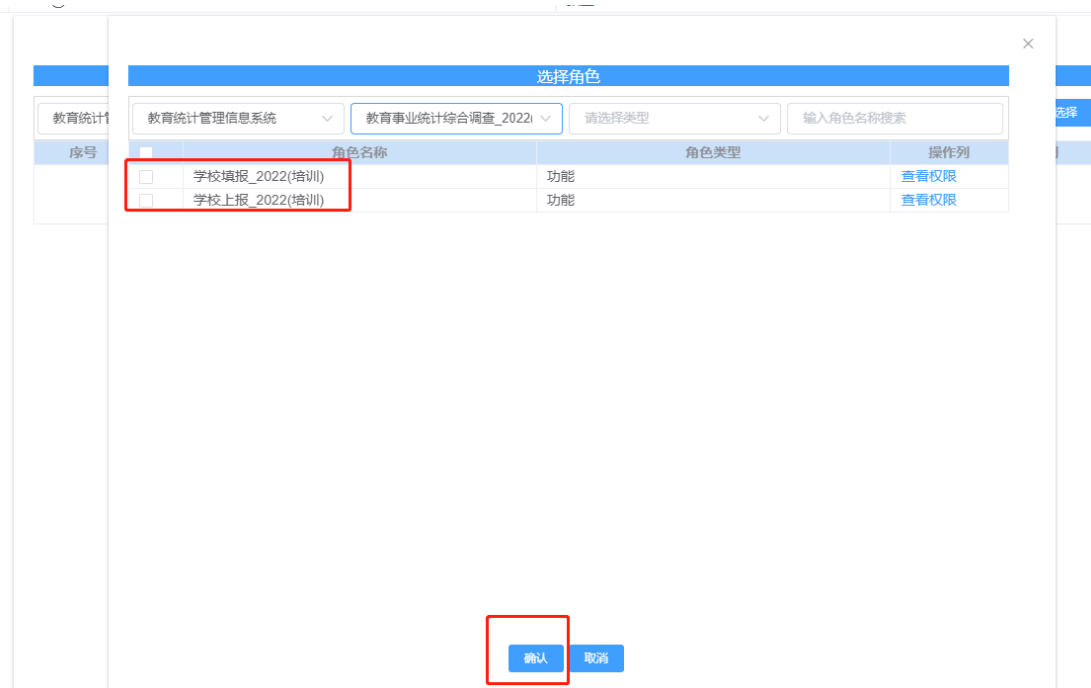 选择角色
教育统计管理信息系统 教育事业统计综合调查_2022( 请选择类型 输入角色名称搜索
教育统计 选择
序号 角色名称 角色类型 操作列
学校填报_2022(培训) 功能 查看权限
学校上报_2022(培训) 功能 查看权限
确认 取消